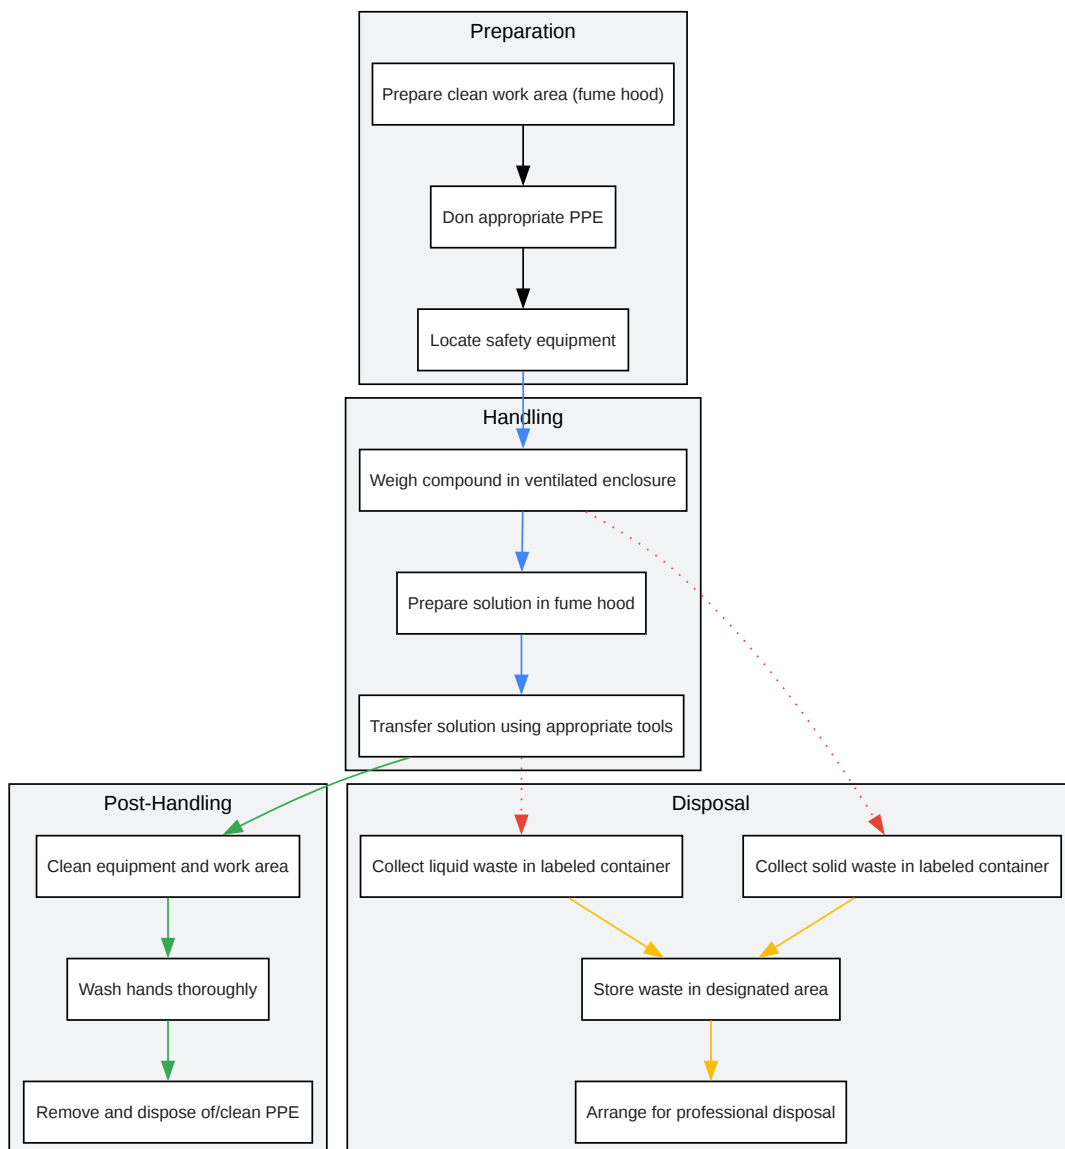 Preparation
Prepare clean work area (fume hood)
Don appropriate PPE
Locate safety equipment
Handling
Weigh compound in ventilated enclosure
Prepare solution in fume hood
Transfer solution using appropriate tools
Post-Handling
Clean equipment and work area
Wash hands thoroughly
Remove and dispose of/clean PPE
Disposal
Collect liquid waste in labeled container
Collect solid waste in labeled container
Store waste in designated area
Arrange for professional disposal